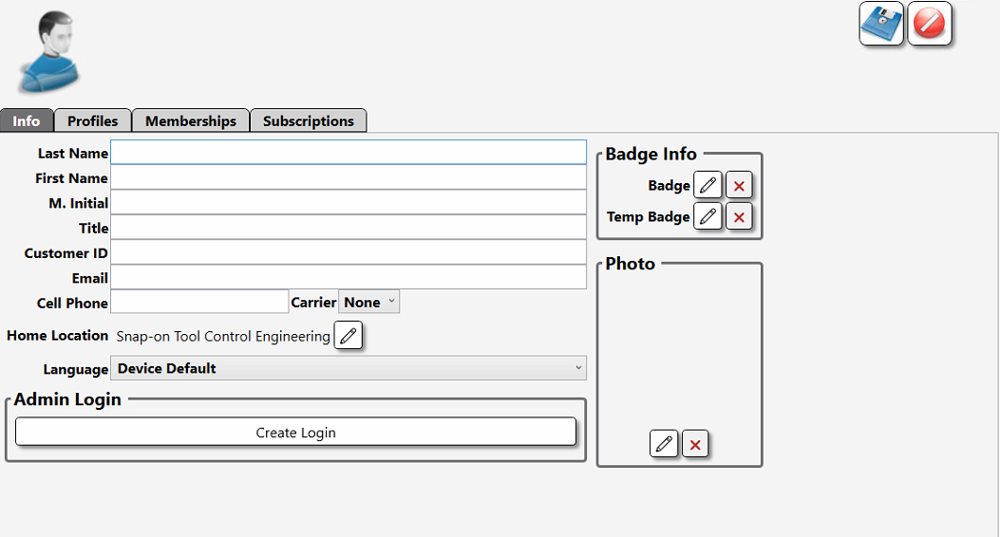 Info Profiles Memberships Subscriptions
Last Name
First Name
M. Initial
Title
Customer ID
Email
Cell Phone Carrier None
Home Location Snap-on Tool Control Engineering
Language Device Default
Admin Login
Create Login
Badge Info
Badge
Temp Badge
Photo